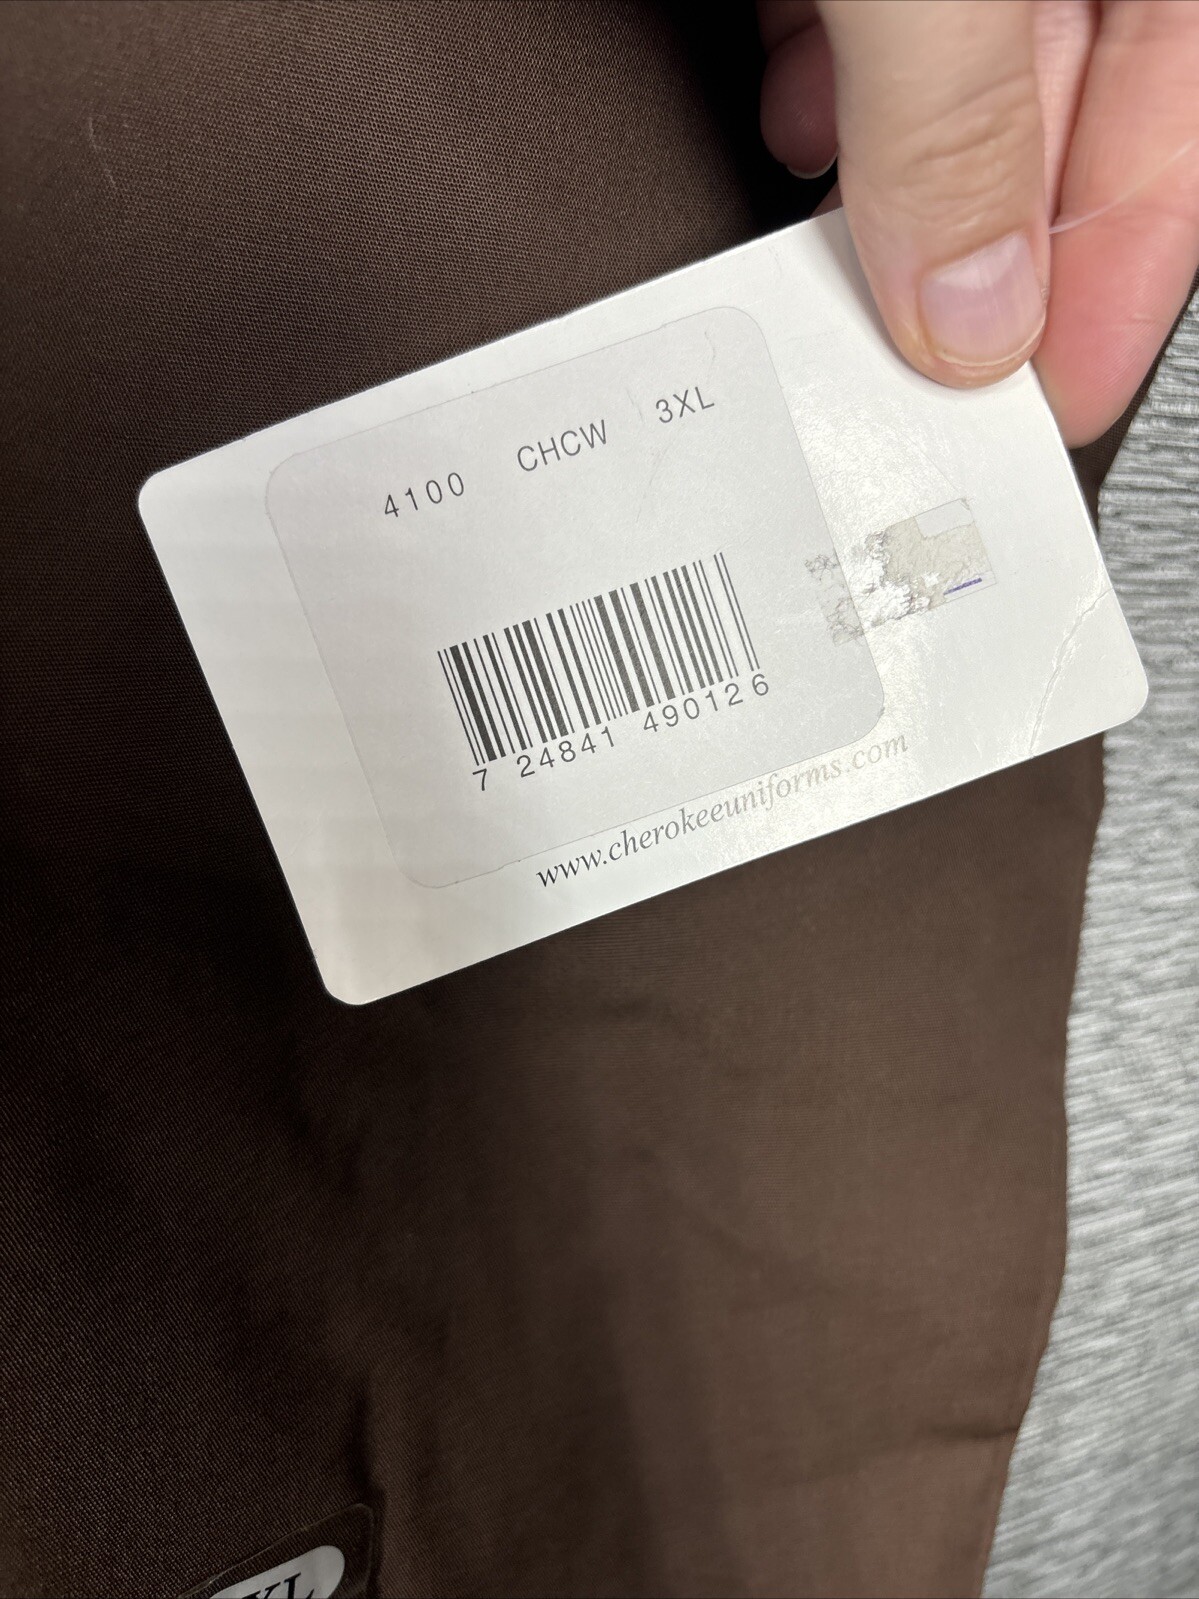 4100 CHCW 3XL
7 24841 49012 6
www.cherokeeuniforms.com
XL